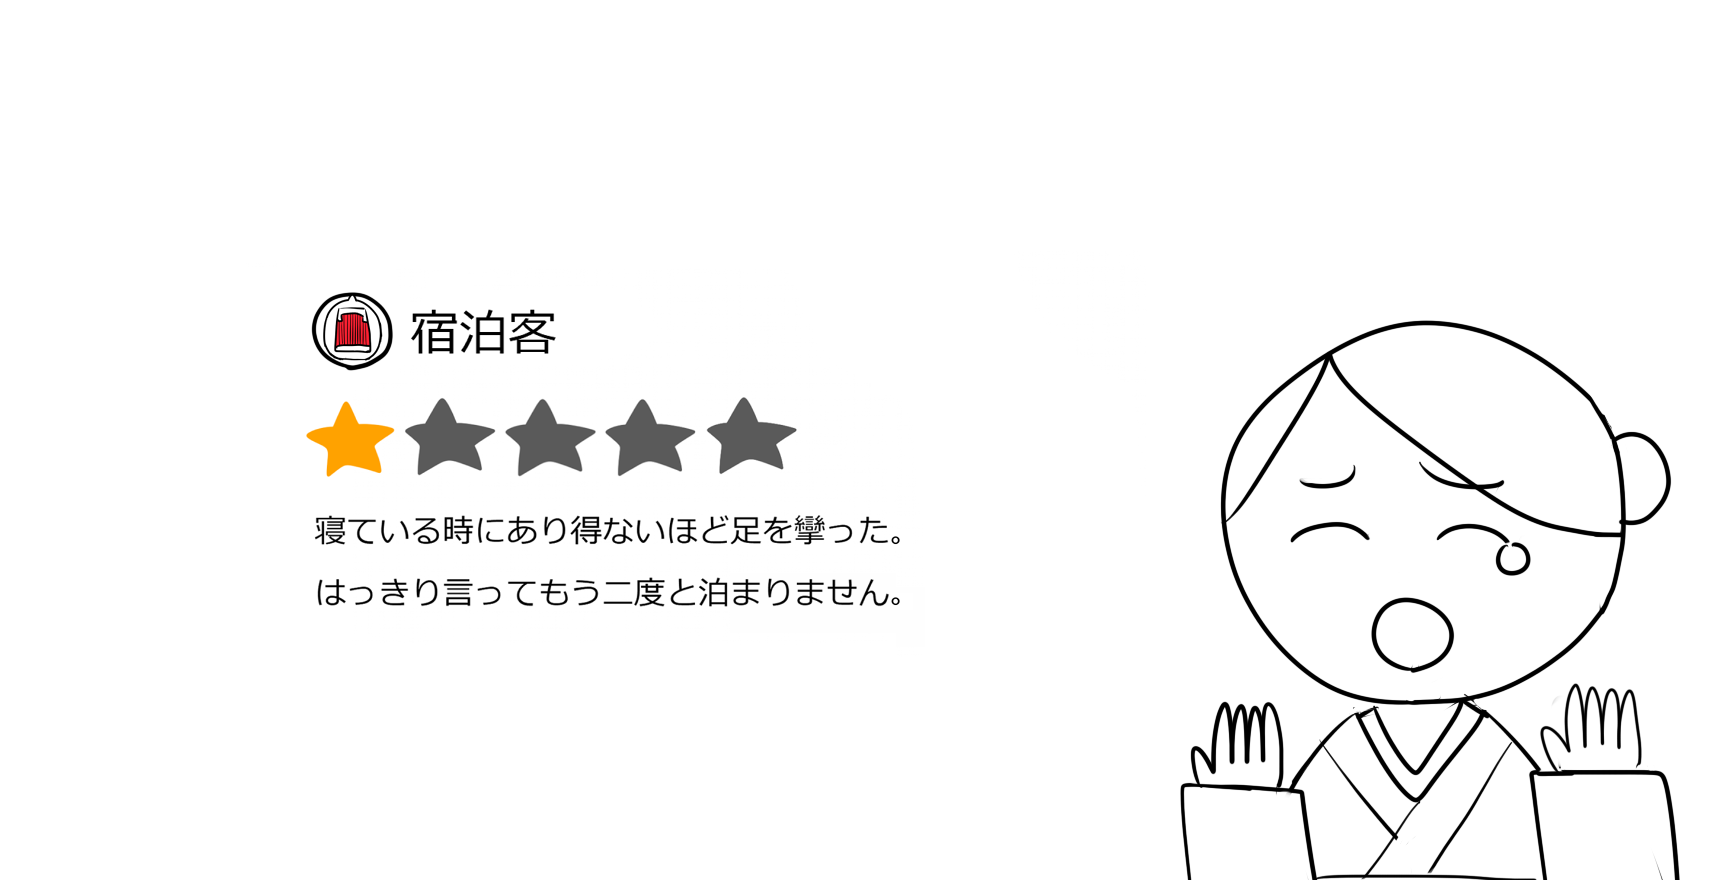 宿泊客
寝ている時にあり得ないほど足を攣った。
はっきり言ってもう二度と泊まりません。